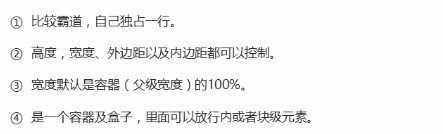 ① 比较霸道，自己独占一行。
② 高度，宽度、外边距以及内边距都可以控制。
③ 宽度默认是容器（父级宽度）的100%。
④ 是一个容器及盒子，里面可以放行内或者块级元素。